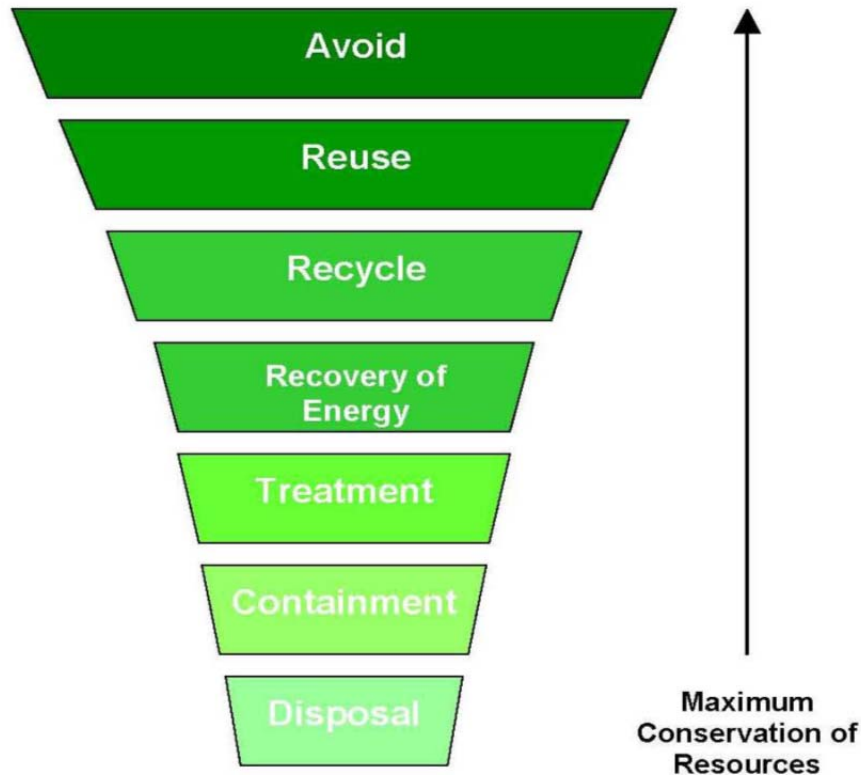 Avoid
Reuse
Recycle
Recovery of
Energy
Treatment
Containment
Disposal
Maximum
Conservation of
Resources